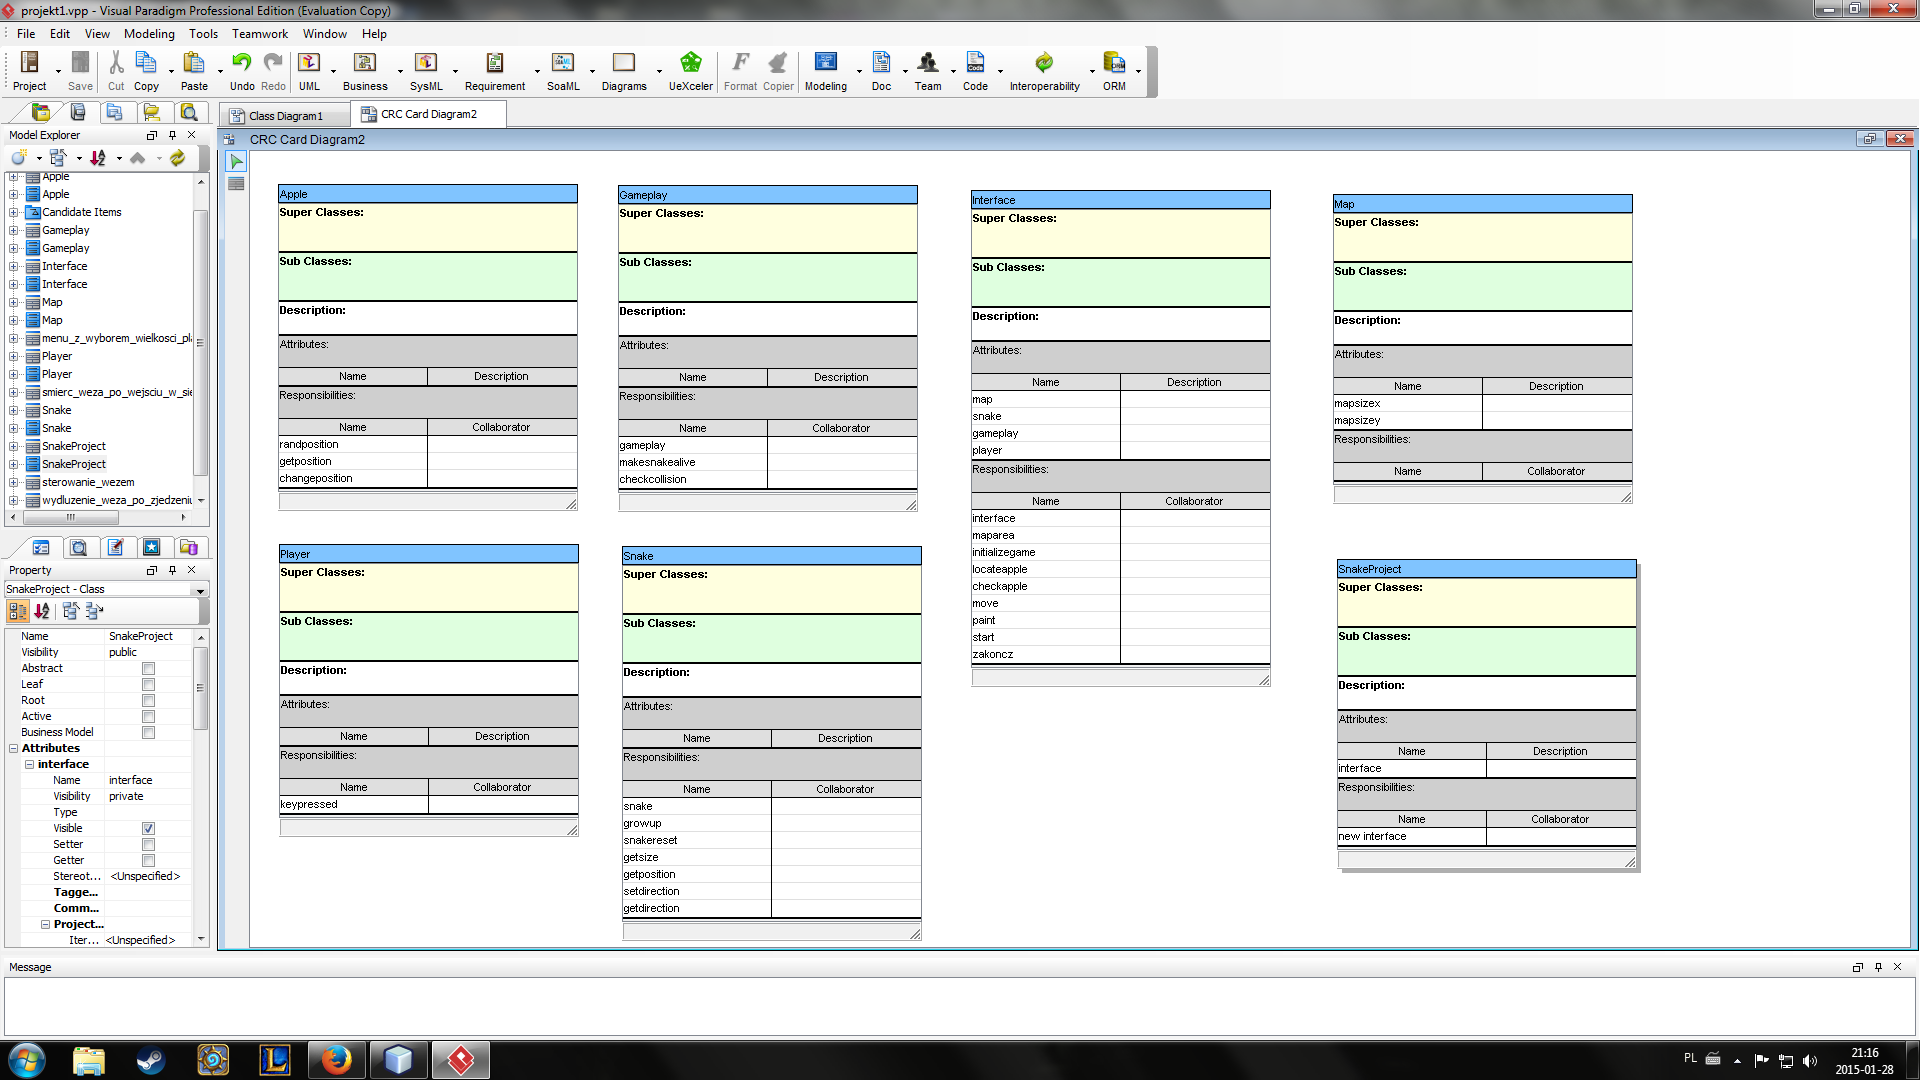 projekt1.vpp - Visual Paradigm Professional Edition (Evaluation Copy)
File Edit View Modeling Tools Teamwork Window Help
Project Save Cut Copy Paste Undo Redo UML Business SysML Requirement SoaML Diagrams UeXceler Format Copier Modeling Doc Team Code Interoperability ORM
Class Diagram1 CRC Card Diagram2
Model Explorer
CRC Card Diagram2
Apple
Apple
Candidate Items
Gameplay
Gameplay
Interface
Interface
Map
Map
menu_z_wyborem_wielkosci_pl
Player
Player
smierc_weza_po_wejsciu_w_sie
Snake
Snake
SnakeProject
SnakeProject
sterowanie_wezem
wydluzenie_weza_po_zjedzeniu
Property
SnakeProject - Class
Name SnakeProject
Visibility public
Abstract
Leaf
Root
Active
Business Model
Attributes
interface
Name interface
Visibility private
Type
Visible
Setter
Getter
Stereot... <Unspecified>
Tagge...
Comm...
Project...
Iter... <Unspecified>
Apple
Super Classes:
Sub Classes:
Description:
Attributes:
Name Description
Responsibilities:
Name Collaborator
randposition
getposition
changeposition
Gameplay
Super Classes:
Sub Classes:
Description:
Attributes:
Name Description
Responsibilities:
Name Collaborator
gameplay
makesnakealive
checkcollision
Interface
Super Classes:
Sub Classes:
Description:
Attributes:
Name Description
map
snake
gameplay
player
Responsibilities:
Name Collaborator
interface
maparea
initializegame
locateapple
checkapple
move
paint
start
zakoncz
Map
Super Classes:
Sub Classes:
Description:
Attributes:
Name Description
mapsizex
mapsizey
Responsibilities:
Name Collaborator
Player
Super Classes:
Sub Classes:
Description:
Attributes:
Name Description
Responsibilities:
Name Collaborator
keypressed
Snake
Super Classes:
Sub Classes:
Description:
Attributes:
Name Description
Responsibilities:
Name Collaborator
snake
growup
snakereset
getsize
getposition
setdirection
getdirection
SnakeProject
Super Classes:
Sub Classes:
Description:
Attributes:
Name Description
interface
Responsibilities:
Name Collaborator
new interface
Message
PL
21:16
2015-01-28